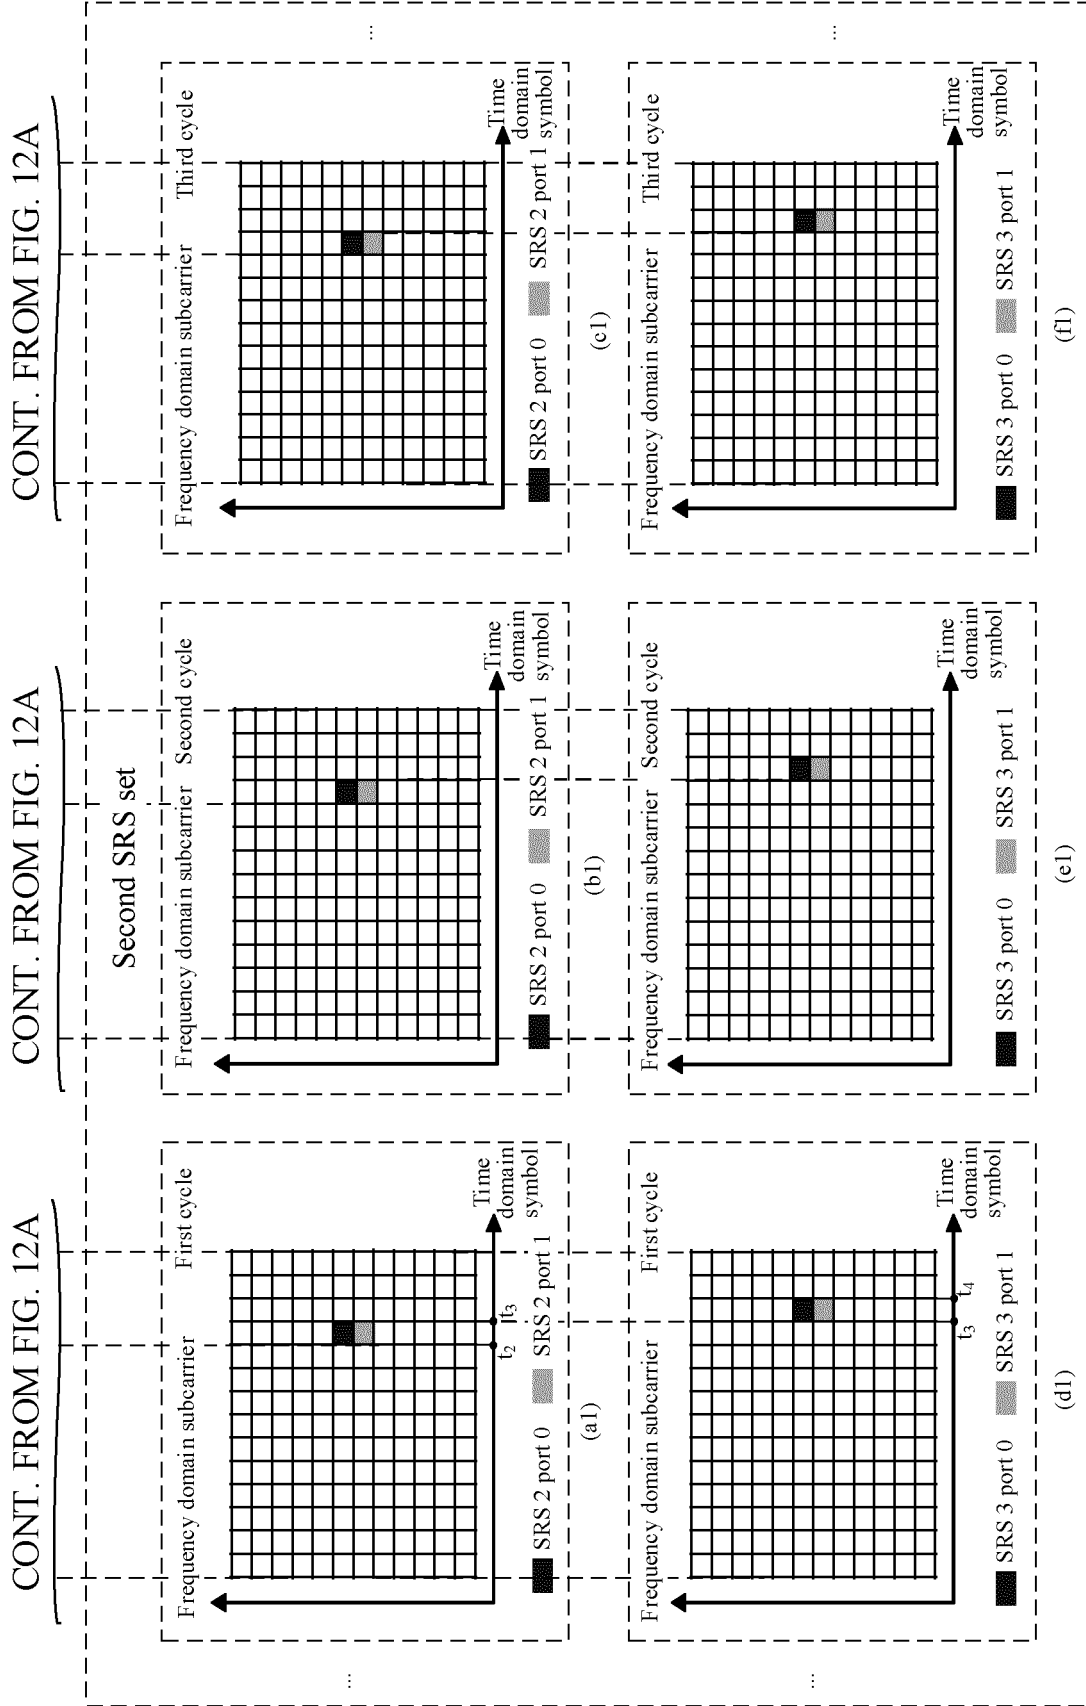 CONT. FROM FIG. 12A
CONT. FROM FIG. 12A
CONT. FROM FIG. 12A
Second SRS set
...
Frequency domain subcarrier
First cycle
t2
t3
Time
domain
symbol
SRS 2 port 0
SRS 2 port 1
(a1)
Frequency domain subcarrier
Second cycle
Time
domain
symbol
SRS 2 port 0
SRS 2 port 1
(b1)
Frequency domain subcarrier
Third cycle
Time
domain
symbol
SRS 2 port 0
SRS 2 port 1
(c1)
...
...
Frequency domain subcarrier
First cycle
t3
t4
Time
domain
symbol
SRS 3 port 0
SRS 3 port 1
(d1)
Frequency domain subcarrier
Second cycle
Time
domain
symbol
SRS 3 port 0
SRS 3 port 1
(e1)
Frequency domain subcarrier
Third cycle
Time
domain
symbol
SRS 3 port 0
SRS 3 port 1
(f1)
...